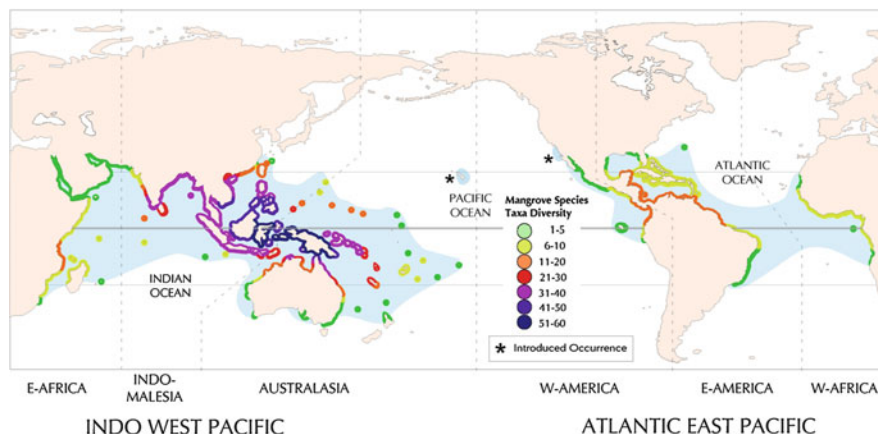 ATLANTIC
OCEAN
*
*
PACIFIC
OCEAN
INDIAN
OCEAN
Mangrove Species
Taxa Diversity
1-5
6-10
11-20
21-30
31-40
41-50
51-60
* Introduced Occurrence
E-AFRICA
INDO-
MALESIA
AUSTRALASIA
W-AMERICA
E-AMERICA
W-AFRICA
INDO WEST PACIFIC
ATLANTIC EAST PACIFIC